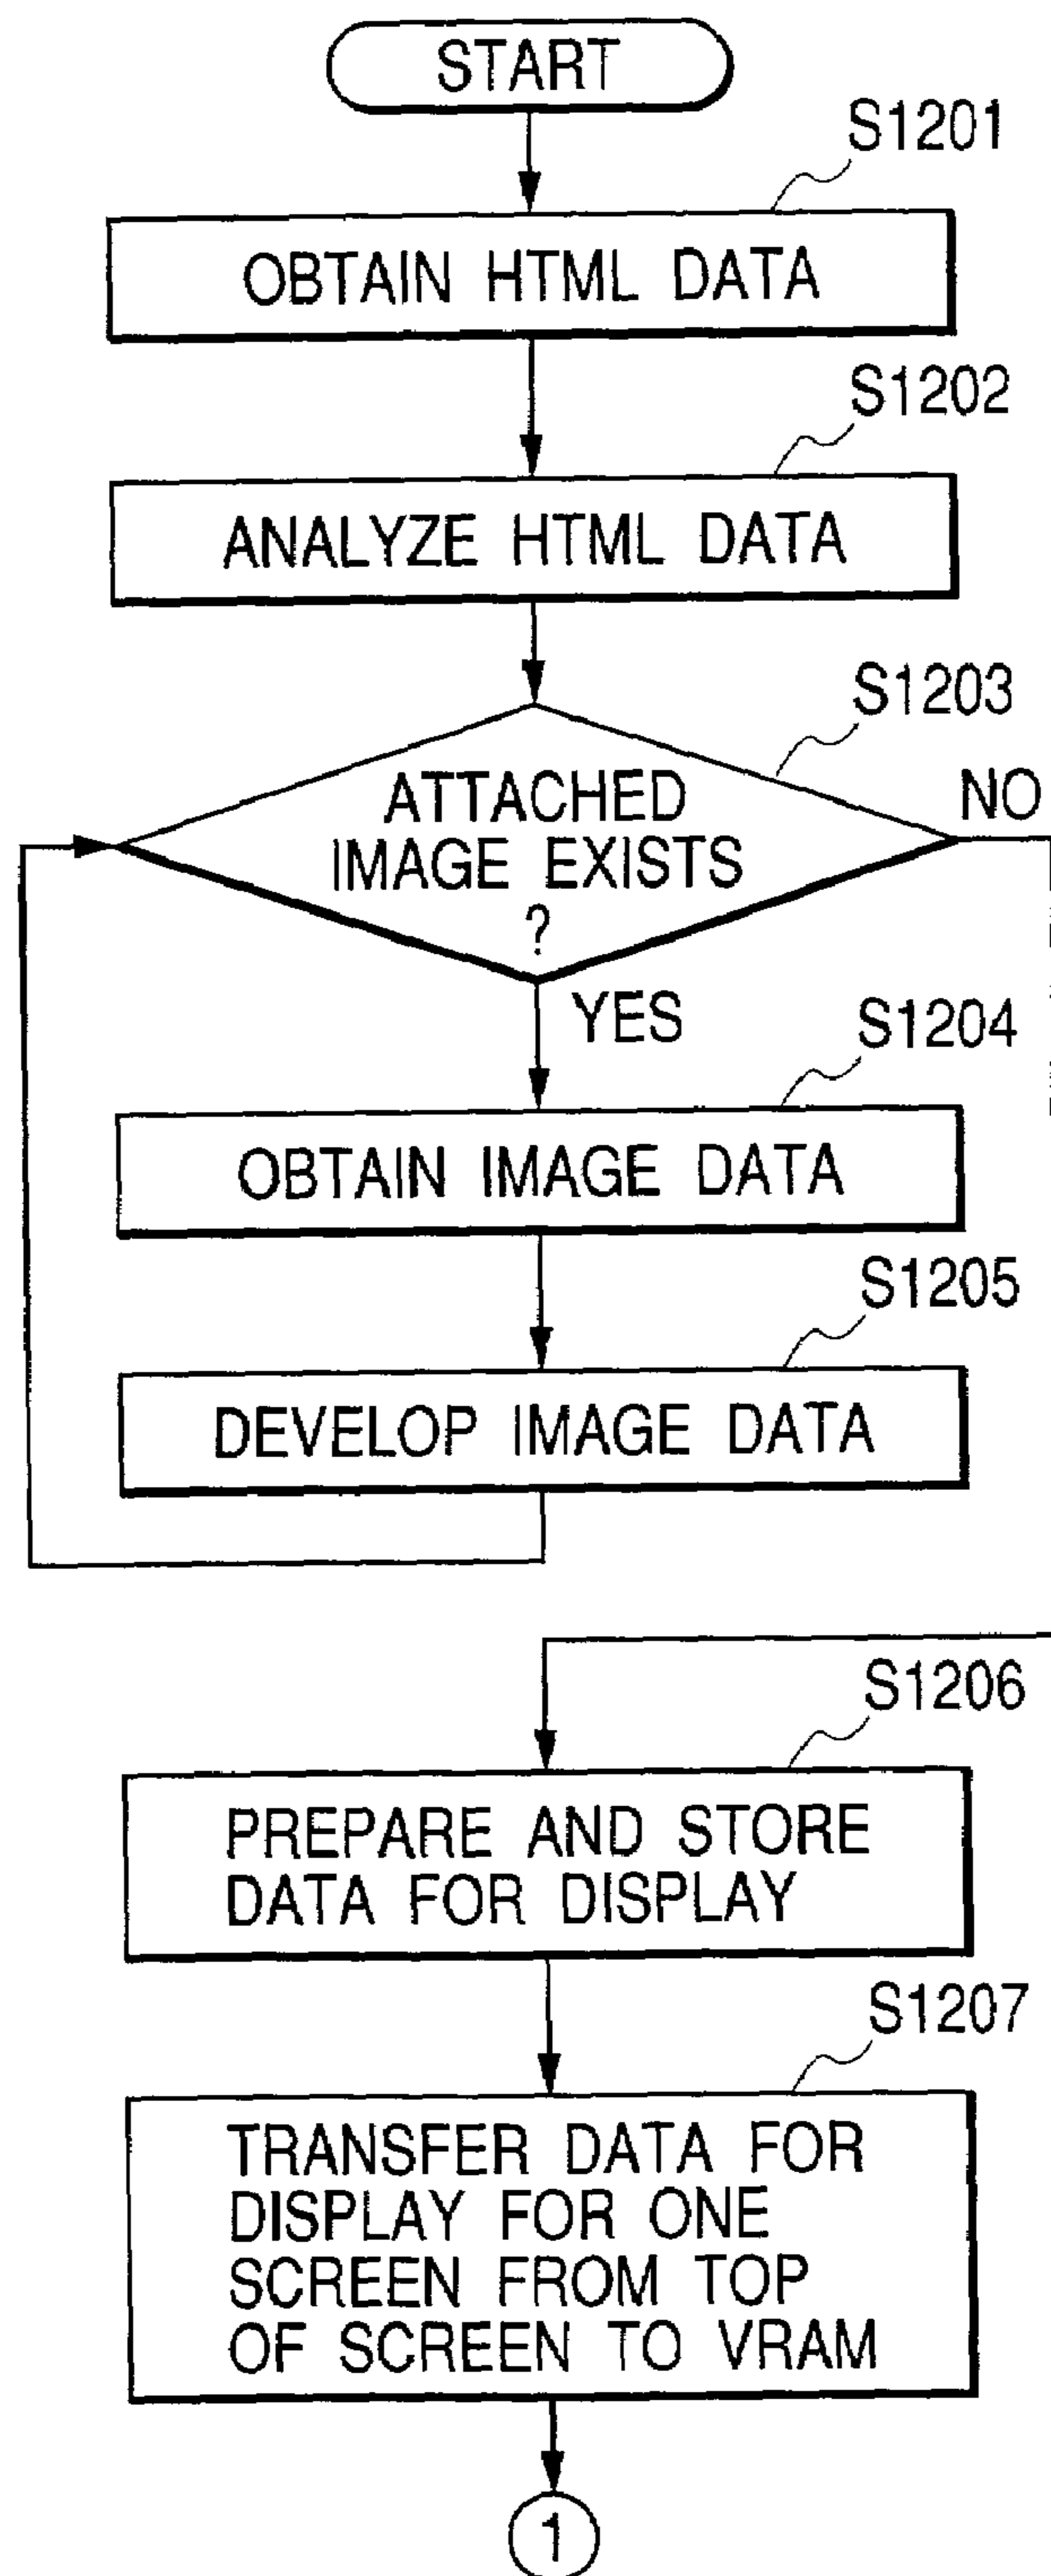 START
S1201
OBTAIN HTML DATA
S1202
ANALYZE HTML DATA
S1203
ATTACHED
IMAGE EXISTS
?
NO
YES
S1204
OBTAIN IMAGE DATA
S1205
DEVELOP IMAGE DATA
S1206
PREPARE AND STORE
DATA FOR DISPLAY
S1207
TRANSFER DATA FOR
DISPLAY FOR ONE
SCREEN FROM TOP
OF SCREEN TO VRAM
1